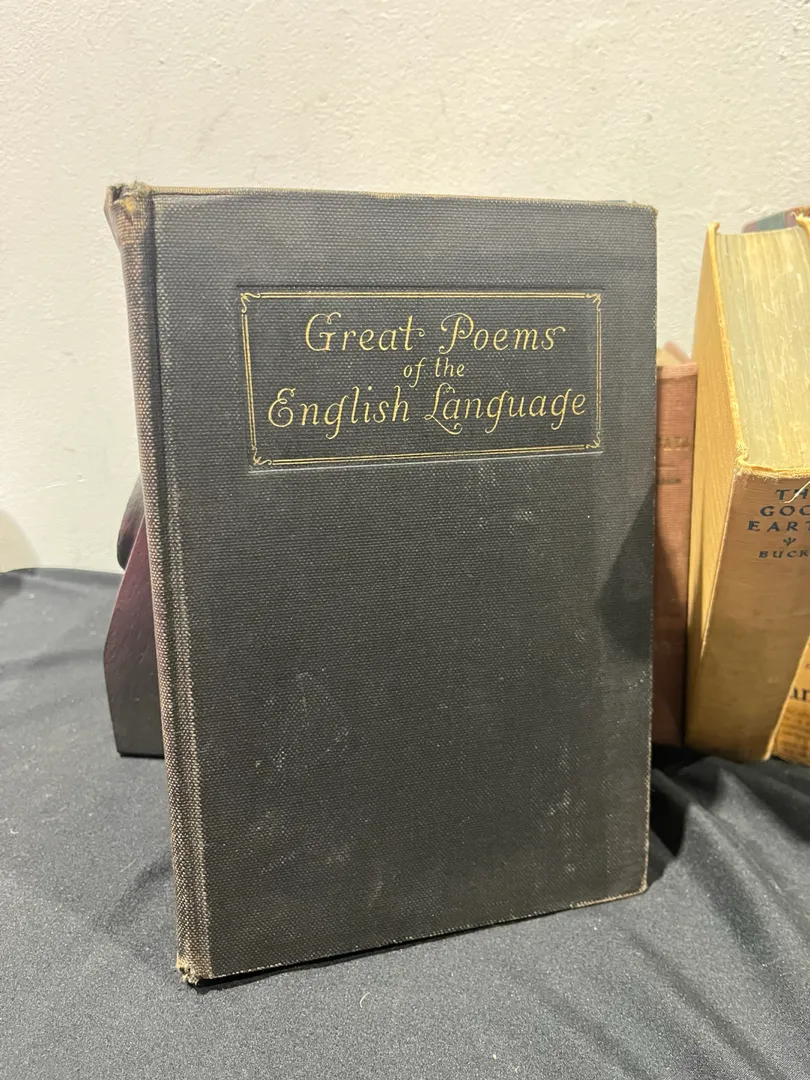 Great Poems
of the
English Language
GOO
EART
BUCK